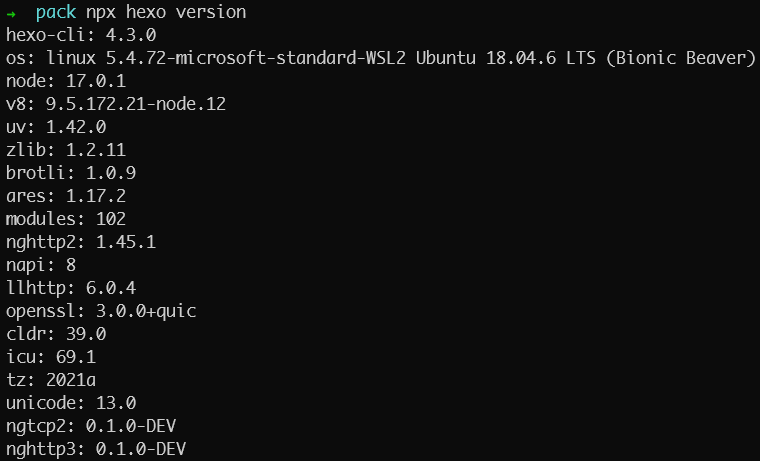 → pack npx hexo version
hexo-cli: 4.3.0
os: linux 5.4.72-microsoft-standard-WSL2 Ubuntu 18.04.6 LTS (Bionic Beaver)
node: 17.0.1
v8: 9.5.172.21-node.12
uv: 1.42.0
zlib: 1.2.11
brotli: 1.0.9
ares: 1.17.2
modules: 102
nghttp2: 1.45.1
napi: 8
llhttp: 6.0.4
openssl: 3.0.0+quic
cldr: 39.0
icu: 69.1
tz: 2021a
unicode: 13.0
ngtcp2: 0.1.0-DEV
nghttp3: 0.1.0-DEV